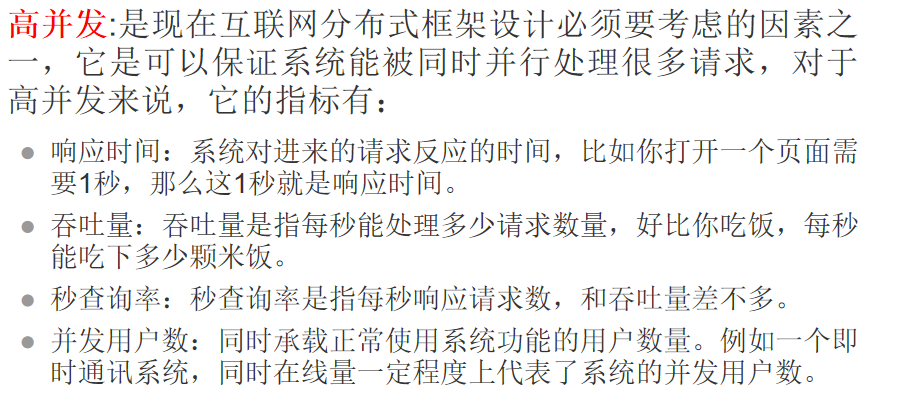 高并发:是现在互联网分布式框架设计必须要考虑的因素之
一，它是可以保证系统能被同时并行处理很多请求，对于
高并发来说，它的指标有：
● 响应时间：系统对进来的请求反应的时间，比如你打开一个页面需
要1秒，那么这1秒就是响应时间。
● 吞吐量：吞吐量是指每秒能处理多少请求数量，好比你吃饭，每秒
能吃下多少颗米饭。
● 秒查询率：秒查询率是指每秒响应请求数，和吞吐量差不多。
● 并发用户数：同时承载正常使用系统功能的用户数量。例如一个即
时通讯系统，同时在线量一定程度上代表了系统的并发用户数。